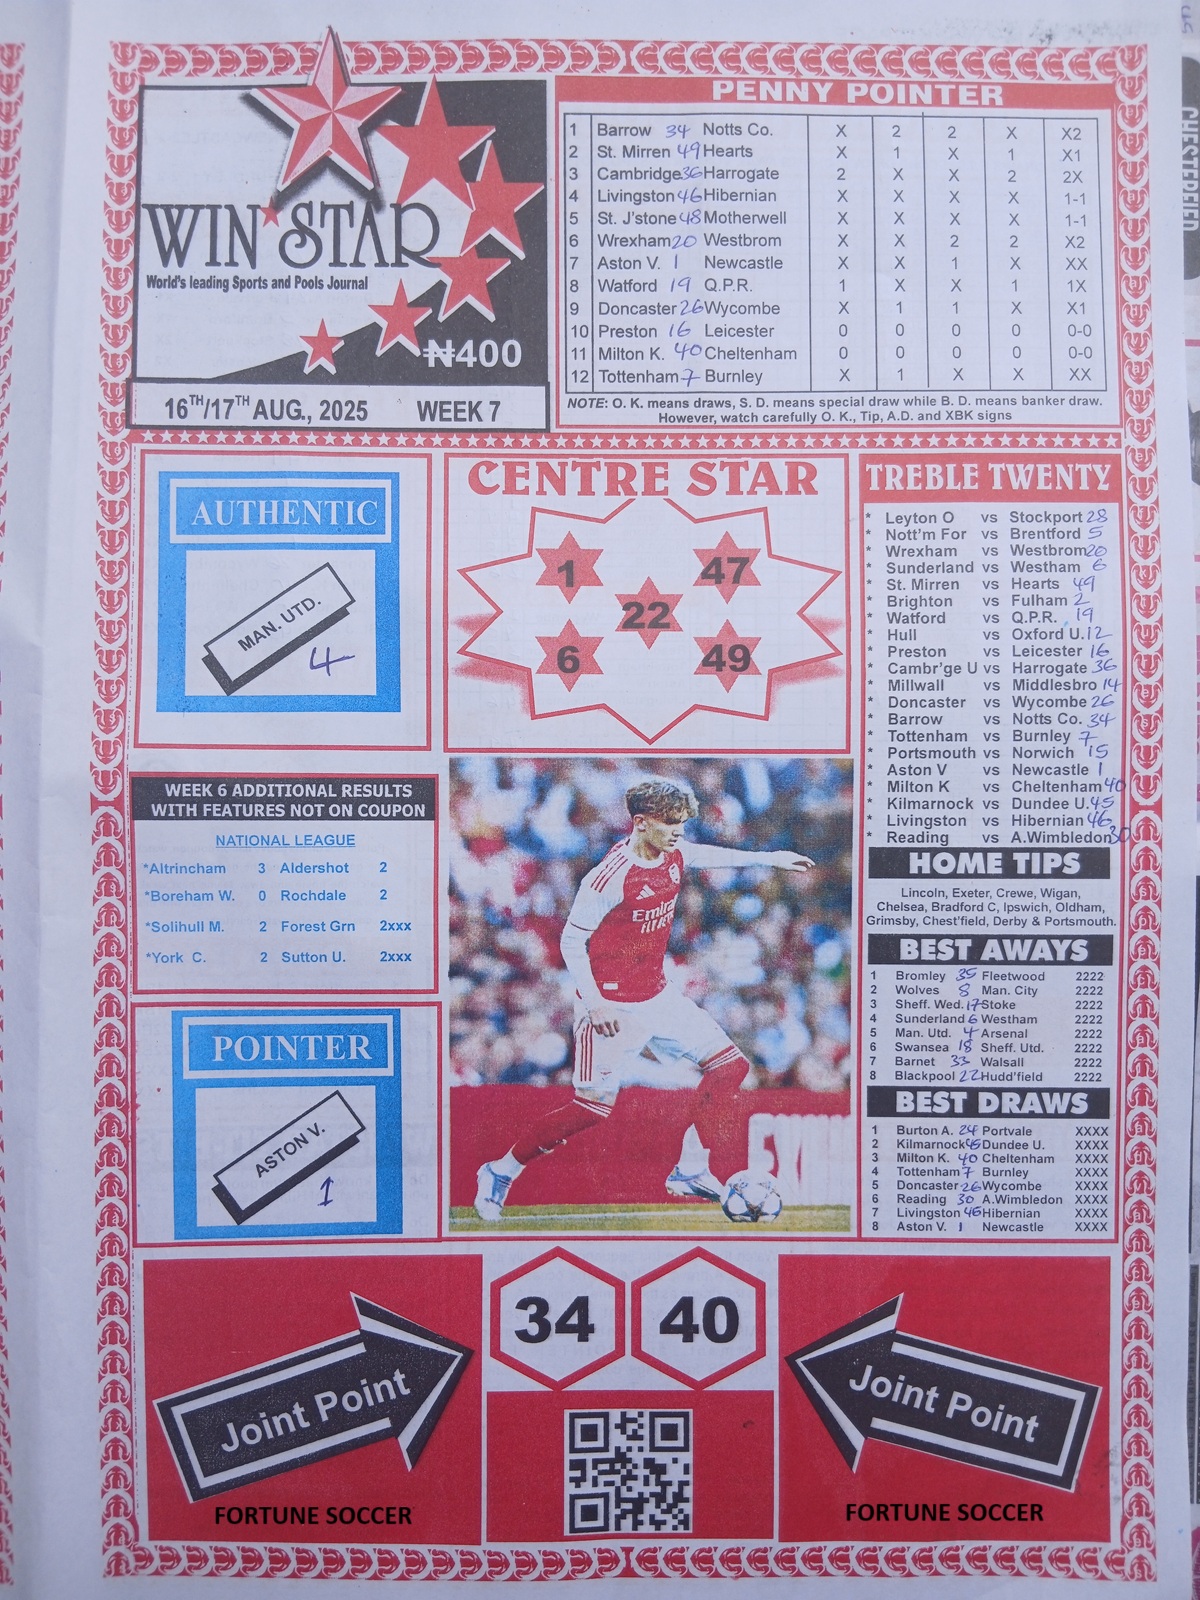 WIN STAR
World's leading Sports and Pools Journal
₦400
16TH/17TH AUG., 2025 WEEK 7
PENNY POINTER
1 Barrow 34 Notts Co. X 2 2 X X2
2 St. Mirren 49 Hearts X 1 X 1 X1
3 Cambridge 36 Harrogate 2 X X 2 2X
4 Livingston 46 Hibernian X X X X 1-1
5 St. J'stone 48 Motherwell X X X X 1-1
6 Wrexham 20 Westbrom X X 2 2 X2
7 Aston V. 1 Newcastle X X 1 X XX
8 Watford 19 Q.P.R. 1 X X 1 1X
9 Doncaster 26 Wycombe X 1 1 X X1
10 Preston 16 Leicester 0 0 0 0 0-0
11 Milton K. 40 Cheltenham 0 0 0 0 0-0
12 Tottenham 7 Burnley X 1 X X XX
NOTE: O. K. means draws, S. D. means special draw while B. D. means banker draw.
However, watch carefully O. K., Tip, A.D. and XBK signs
AUTHENTIC
MAN. UTD.
4
CENTRE STAR
1 47
22
6 49
TREBLE TWENTY
* Leyton O vs Stockport 28
* Nott'm For vs Brentford 5
* Wrexham vs Westbrom 20
* Sunderland vs Westham 6
* St. Mirren vs Hearts 49
* Brighton vs Fulham 2
* Watford vs Q.P.R. 19
* Hull vs Oxford U. 12
* Preston vs Leicester 16
* Cambr'ge U vs Harrogate 36
* Millwall vs Middlesbro 14
* Doncaster vs Wycombe 26
* Barrow vs Notts Co. 34
* Tottenham vs Burnley 7
* Portsmouth vs Norwich 15
* Aston V vs Newcastle 1
* Milton K vs Cheltenham 40
* Kilmarnock vs Dundee U. 45
* Livingston vs Hibernian 46
* Reading vs A.Wimbledon 30
WEEK 6 ADDITIONAL RESULTS
WITH FEATURES NOT ON COUPON
NATIONAL LEAGUE
*Altrincham 3 Aldershot 2
*Boreham W. 0 Rochdale 2
*Solihull M. 2 Forest Grn 2xxx
*York C. 2 Sutton U. 2xxx
POINTER
ASTON V.
1
Emirates
FLY BETTER
HOME TIPS
Lincoln, Exeter, Crewe, Wigan,
Chelsea, Bradford C, Ipswich, Oldham,
Grimsby, Chest'field, Derby & Portsmouth.
BEST AWAYS
1 Bromley 35 Fleetwood 2222
2 Wolves 8 Man. City 2222
3 Sheff. Wed. 17 Stoke 2222
4 Sunderland 6 Westham 2222
5 Man. Utd. 4 Arsenal 2222
6 Swansea 18 Sheff. Utd. 2222
7 Barnet 33 Walsall 2222
8 Blackpool 22 Hudd'field 2222
BEST DRAWS
1 Burton A. 24 Portvale XXXX
2 Kilmarnock 45 Dundee U. XXXX
3 Milton K. 40 Cheltenham XXXX
4 Tottenham 7 Burnley XXXX
5 Doncaster 26 Wycombe XXXX
6 Reading 30 A.Wimbledon XXXX
7 Livingston 46 Hibernian XXXX
8 Aston V. 1 Newcastle XXXX
Joint Point
34 40
Joint Point
FORTUNE SOCCER
FORTUNE SOCCER
CHESTERFIELD